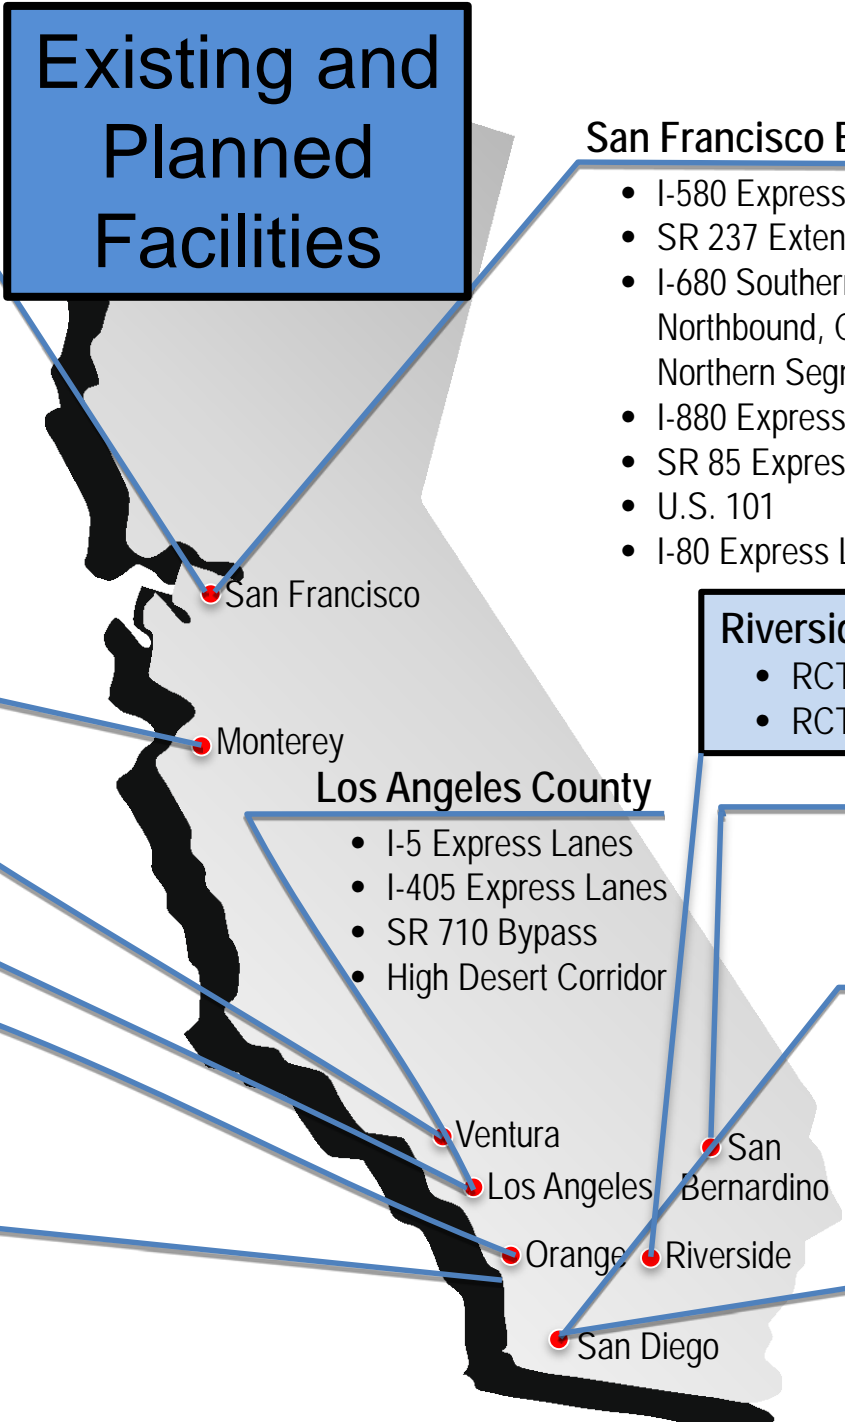 Existing and
Planned
Facilities
San Francisco
• I-580 Express
• SR 237
• I-680
Northbound,
Northern
• I-880 Express
• SR 85
• U.S. 101
• I-80 Express
San Francisco
Monterey
Los Angeles County
• I-5 Express Lanes
• I-405 Express Lanes
• SR 710 Bypass
• High Desert Corridor
Ventura
Los Angeles
Orange
San
Bernardino
Riverside
San Diego